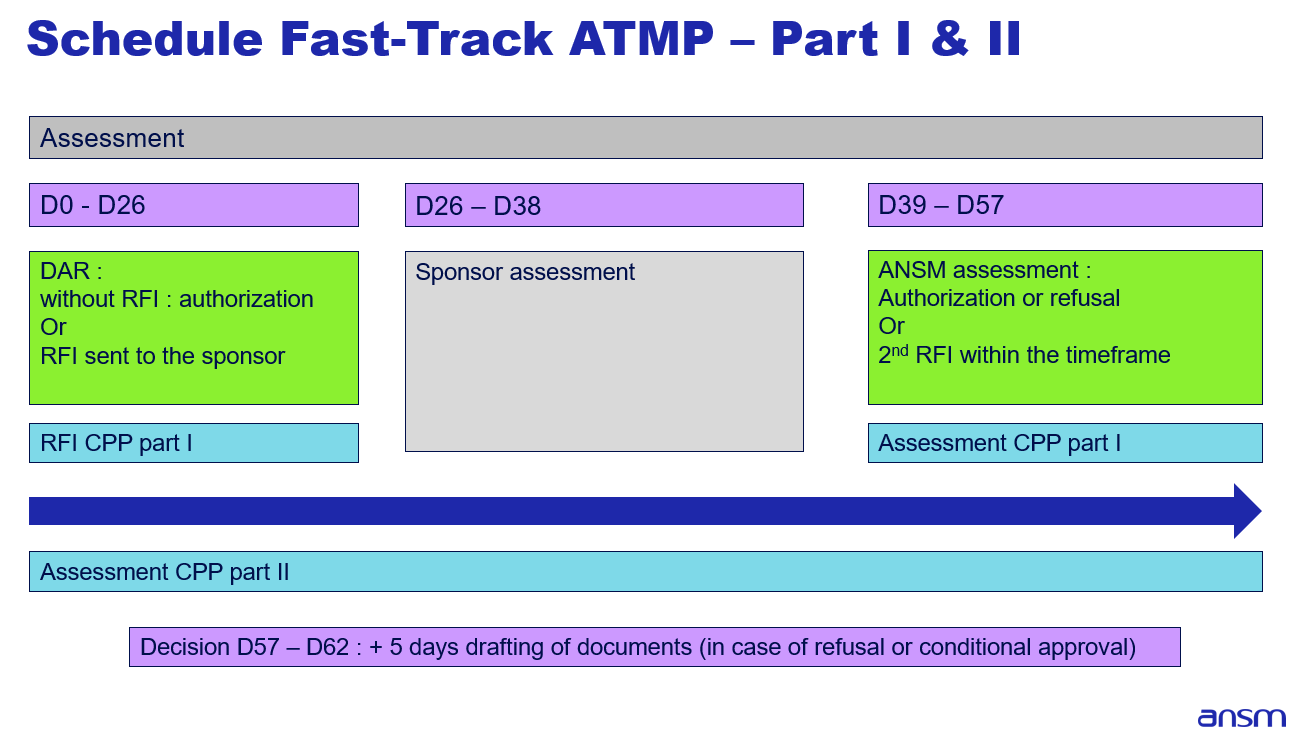 Schedule Fast-Track ATMP – Part I & II
Assessment
D0 - D26
D26 – D38
D39 – D57
DAR :
without RFI : authorization
Or
RFI sent to the sponsor
Sponsor assessment
ANSM assessment :
Authorization or refusal
Or
2nd RFI within the timeframe
RFI CPP part I
Assessment CPP part I
Assessment CPP part II
Decision D57 – D62 : + 5 days drafting of documents (in case of refusal or conditional approval)
ansm